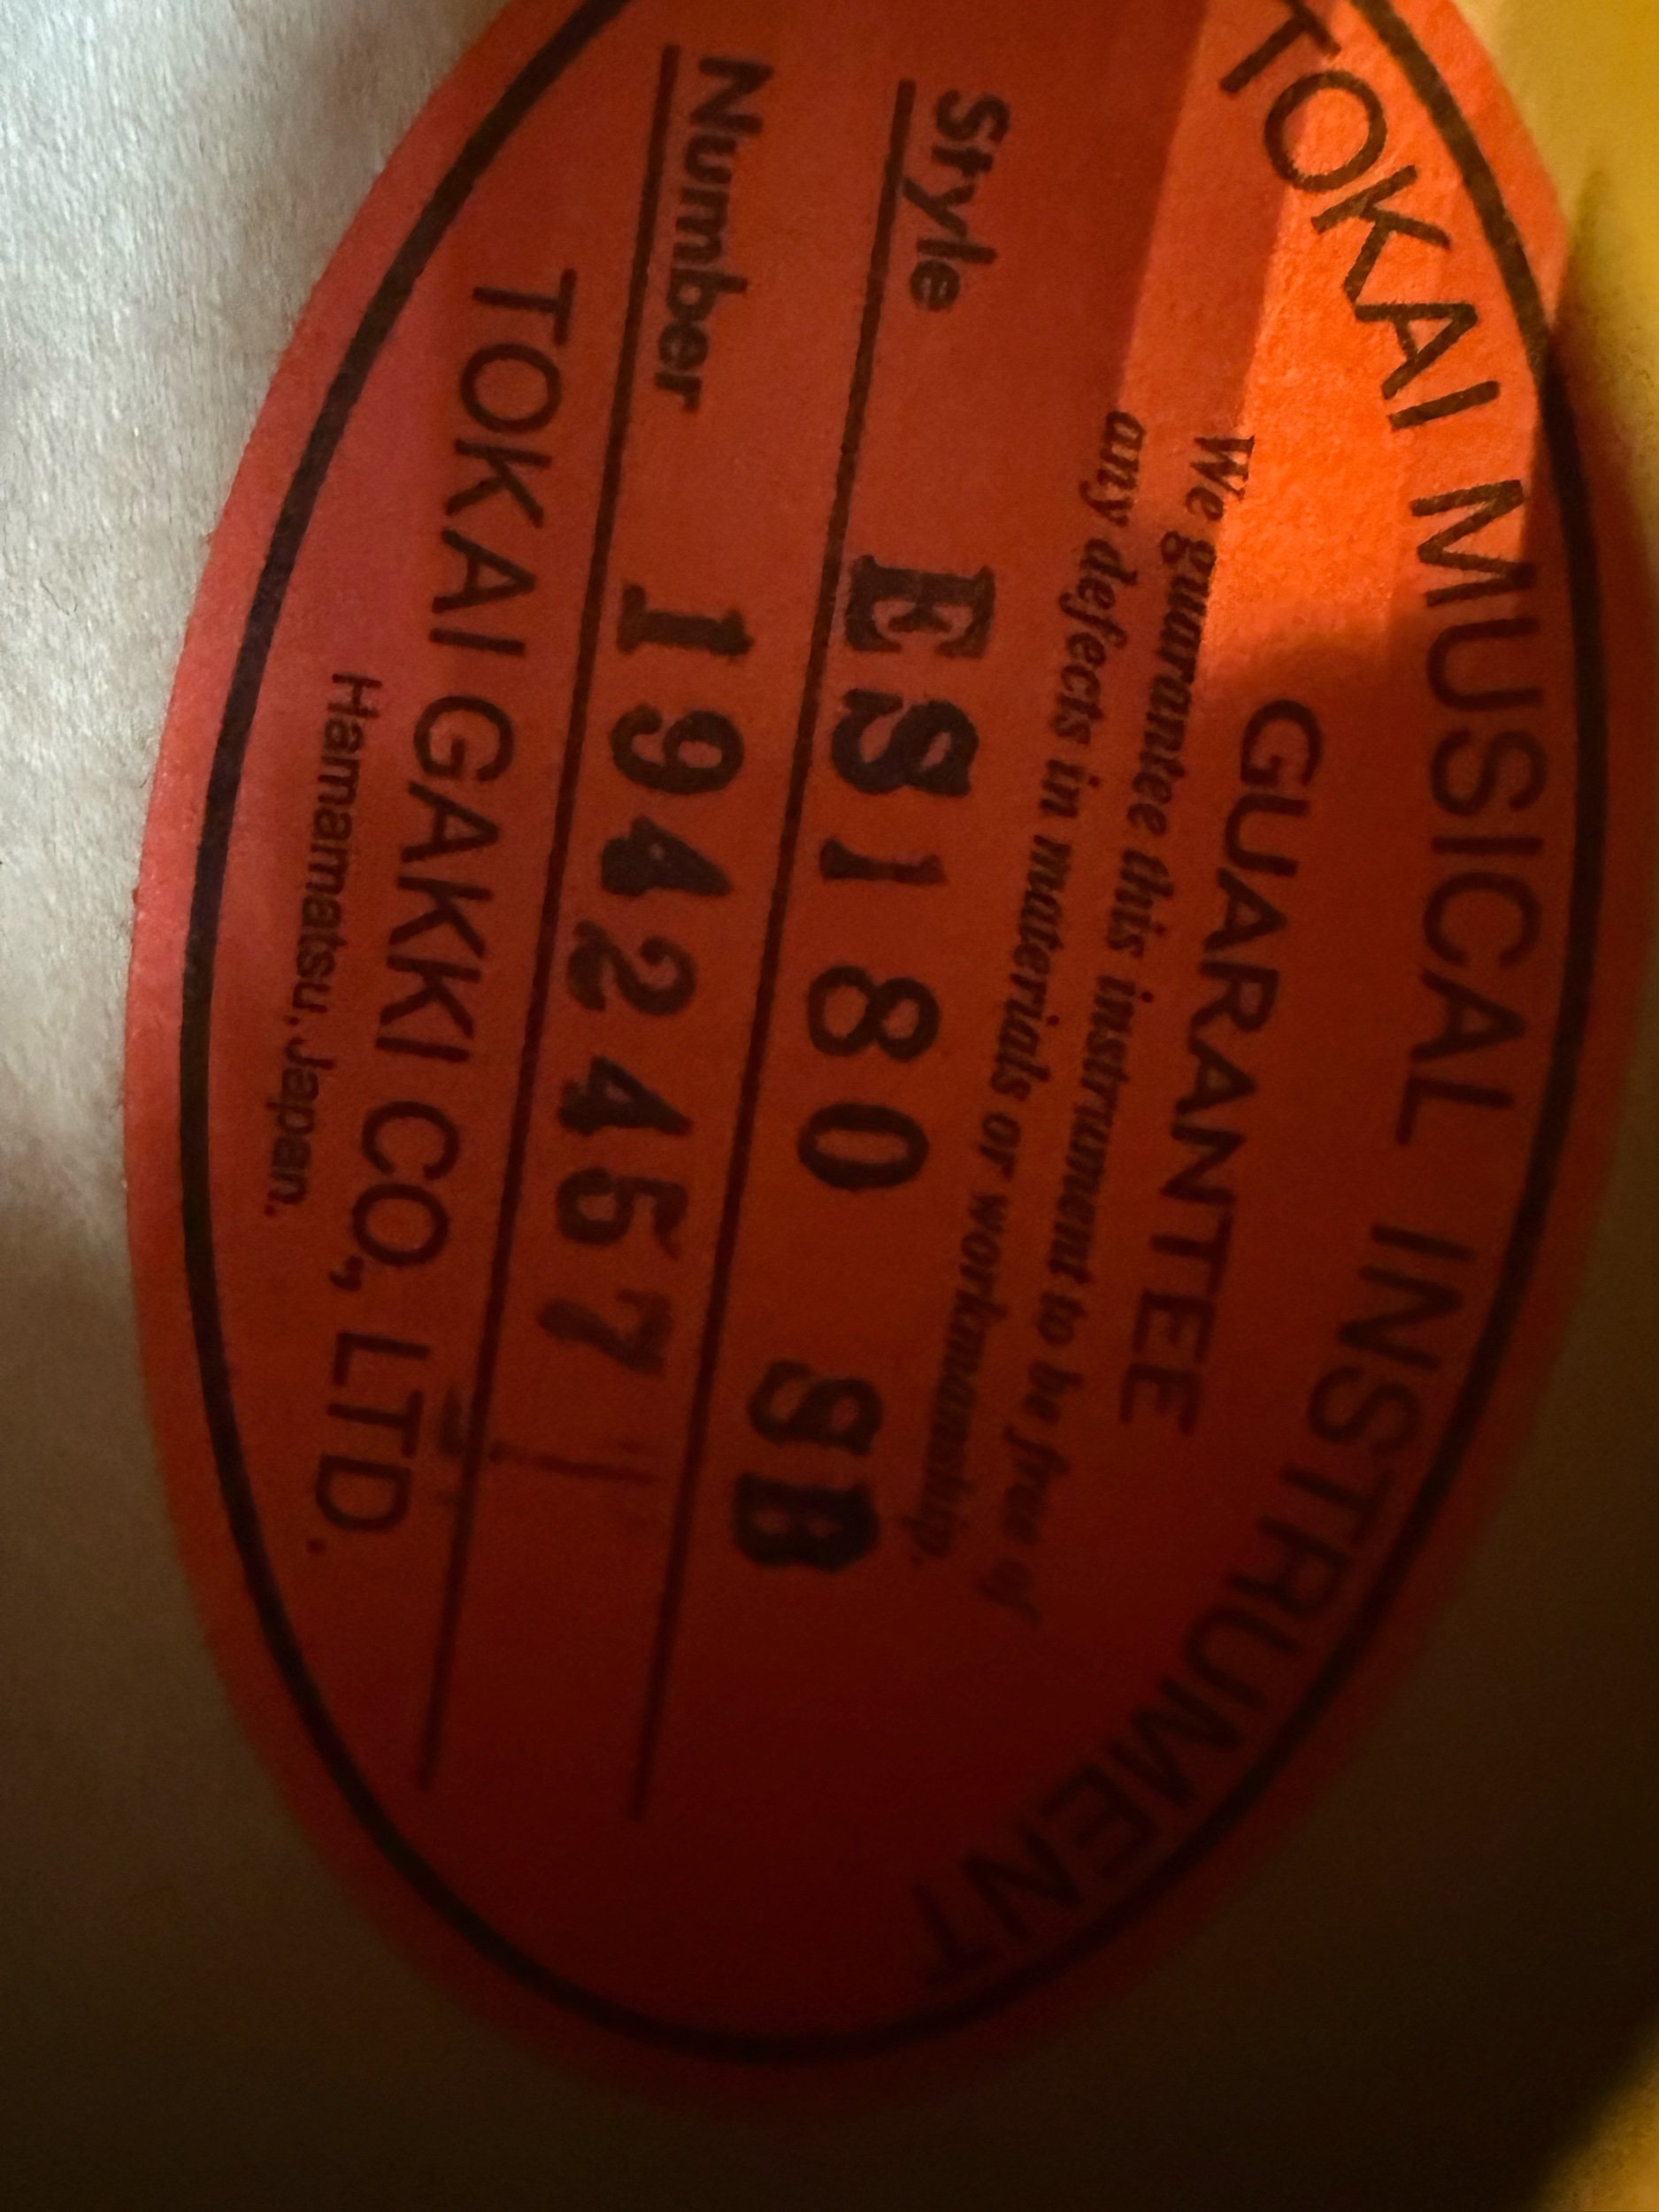 TOKAI MUSICAL INSTRUMENT
GUARANTEE
We guarantee this instrument to be free of
any defects in materials or workmanship.
Style ES180 SB
Number 1942457
TOKAI GAKKI CO., LTD.
Hamamatsu, Japan.